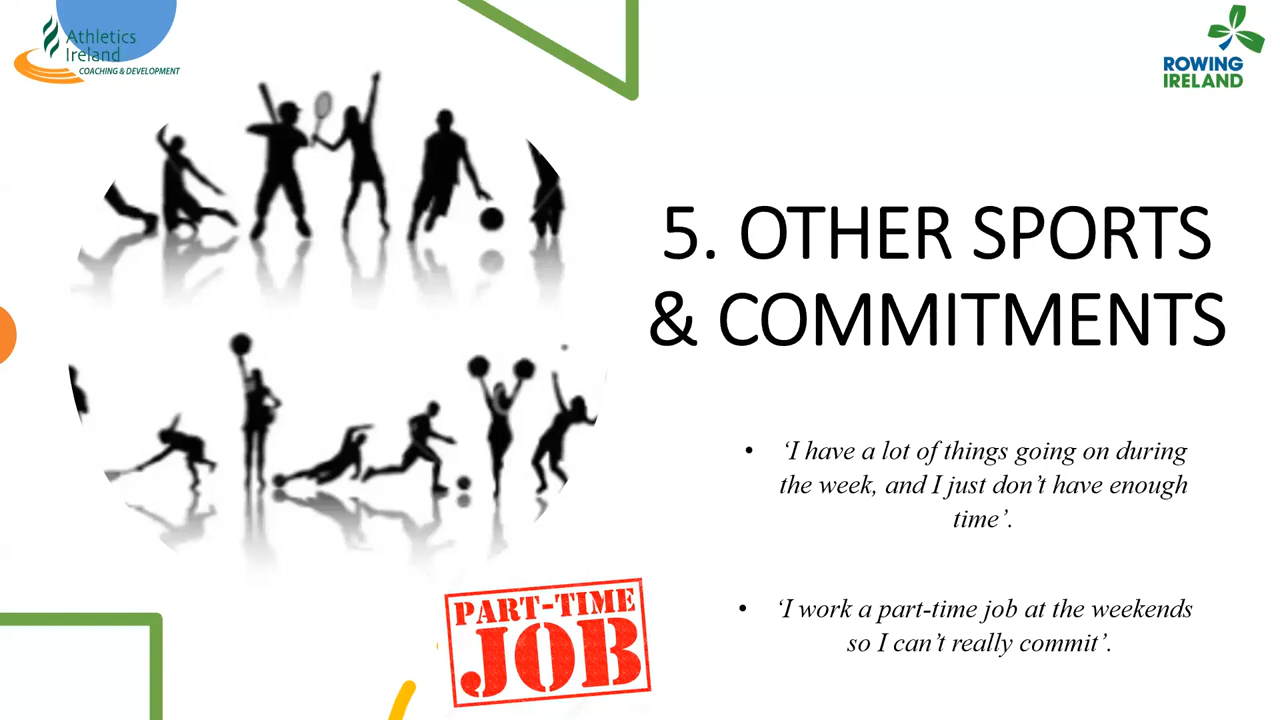 Athletics
Ireland
COACHING & DEVELOPMENT
ROWING
IRELAND
5. OTHER SPORTS
& COMMITMENTS
• ‘I have a lot of things going on during
the week, and I just don’t have enough
time’.
• ‘I work a part-time job at the weekends
so I can’t really commit’.
PART-TIME
JOB